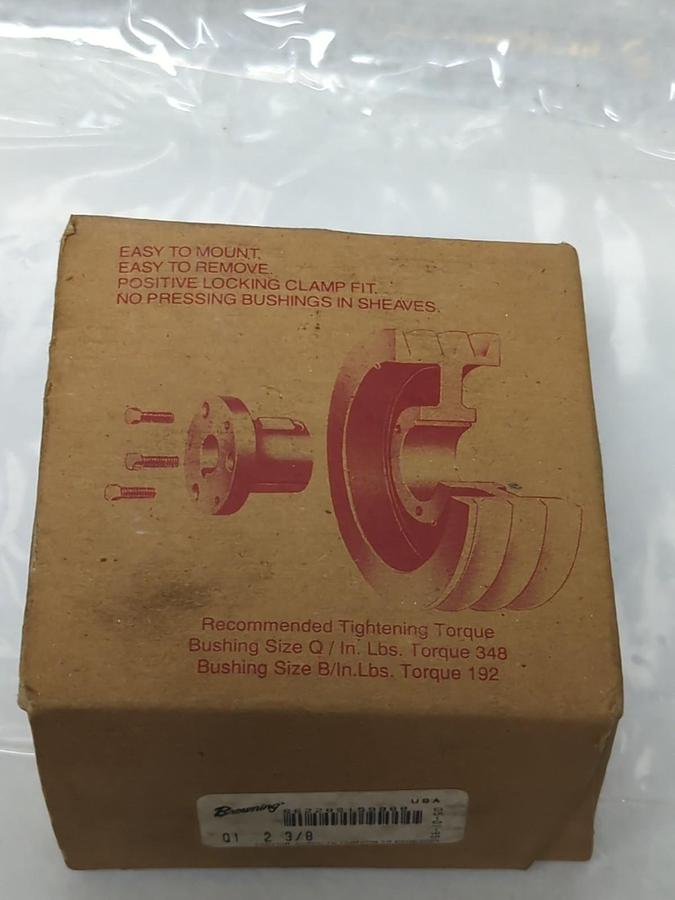 EASY TO MOUNT.
EASY TO REMOVE.
POSITIVE LOCKING CLAMP FIT.
NO PRESSING BUSHINGS IN SHEAVES.
Recommended Tightening Torque
Bushing Size Q / In. Lbs. Torque 348
Bushing Size B/In.Lbs. Torque 192
Browning
USA
Q1 2 3/8